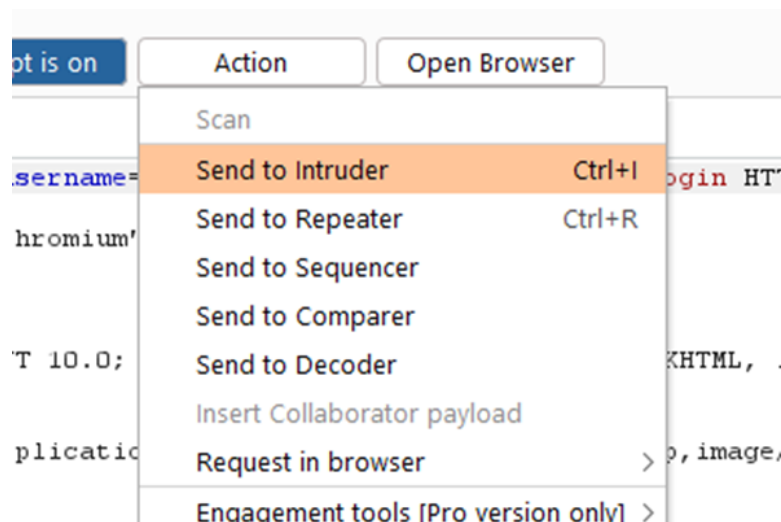 pt is on Action Open Browser
Scan
Send to Intruder Ctrl+I
sername= ogin HTT
Send to Repeater Ctrl+R
hromium"
Send to Sequencer
Send to Comparer
T 10.0; KHTML,
Send to Decoder
Insert Collaborator payload
plicatio p,image/
Request in browser >
Engagement tools [Pro version only] >